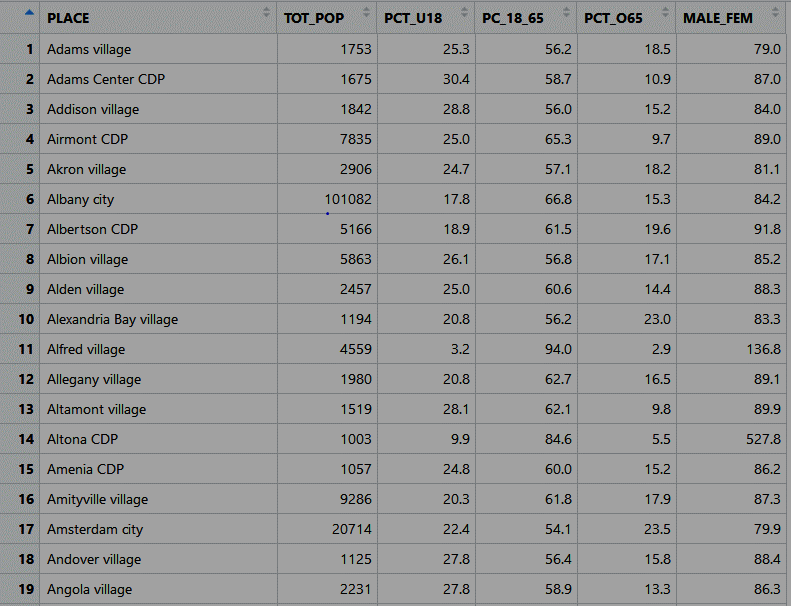 PLACE TOT_POP PCT_U18 PC_18_65 PCT_O65 MALE_FEM
1 Adams village 1753 25.3 56.2 18.5 79.0
2 Adams Center CDP 1675 30.4 58.7 10.9 87.0
3 Addison village 1842 28.8 56.0 15.2 84.0
4 Airmont CDP 7835 25.0 65.3 9.7 89.0
5 Akron village 2906 24.7 57.1 18.2 81.1
6 Albany city 101082 17.8 66.8 15.3 84.2
7 Albertson CDP 5166 18.9 61.5 19.6 91.8
8 Albion village 5863 26.1 56.8 17.1 85.2
9 Alden village 2457 25.0 60.6 14.4 88.3
10 Alexandria Bay village 1194 20.8 56.2 23.0 83.3
11 Alfred village 4559 3.2 94.0 2.9 136.8
12 Allegany village 1980 20.8 62.7 16.5 89.1
13 Altamont village 1519 28.1 62.1 9.8 89.9
14 Altona CDP 1003 9.9 84.6 5.5 527.8
15 Amenia CDP 1057 24.8 60.0 15.2 86.2
16 Amityville village 9286 20.3 61.8 17.9 87.3
17 Amsterdam city 20714 22.4 54.1 23.5 79.9
18 Andover village 1125 27.8 56.4 15.8 88.4
19 Angola village 2231 27.8 58.9 13.3 86.3